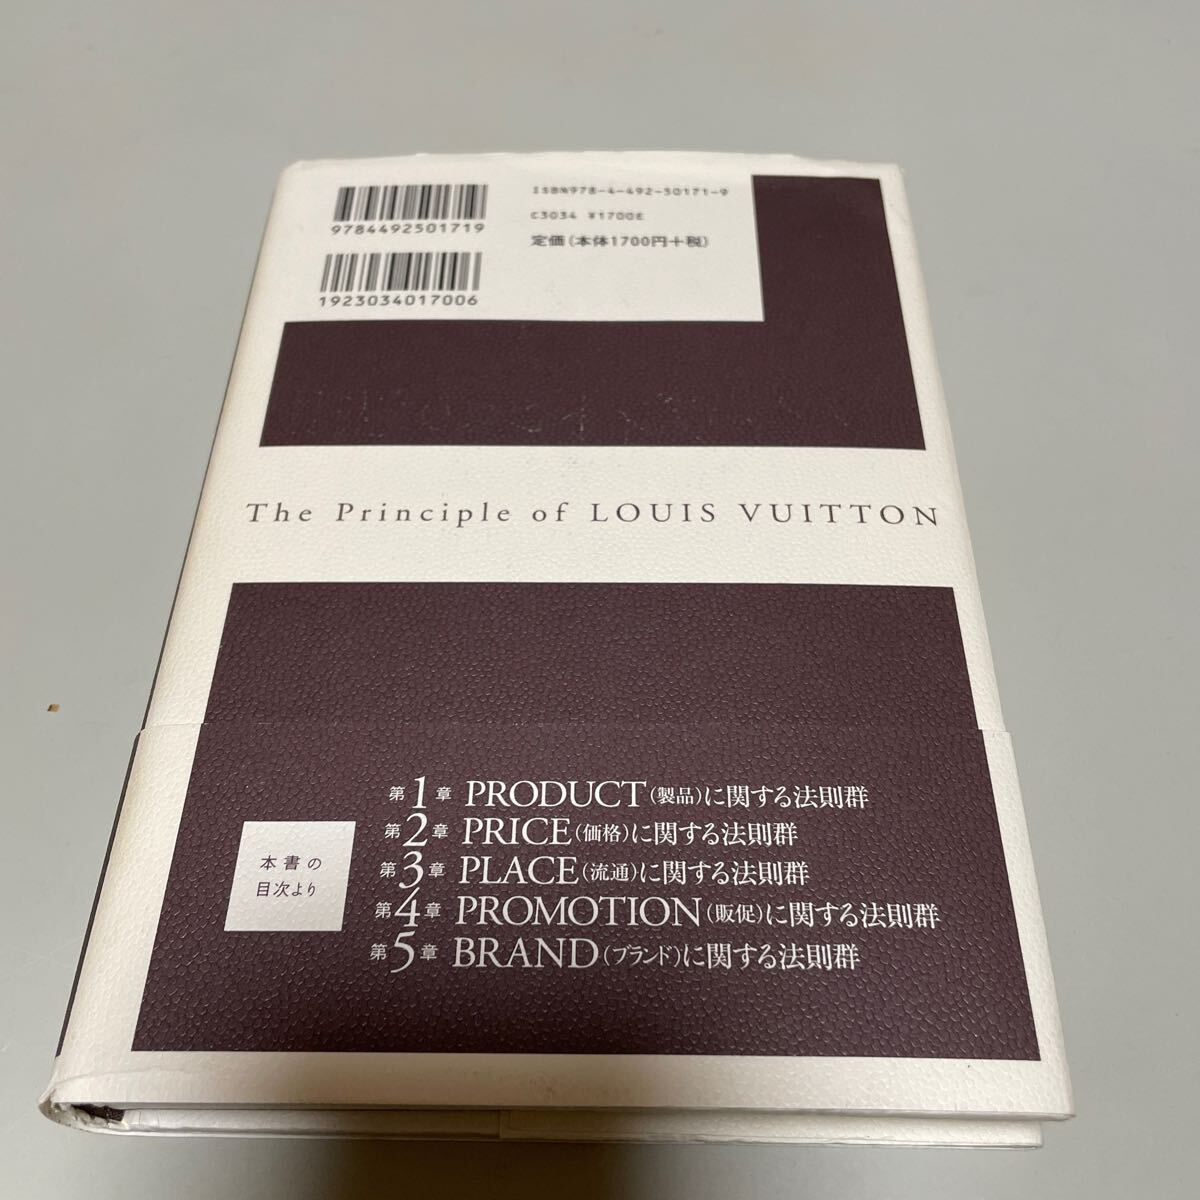 9784492501719
1923034017006
ISBN978-4-492-50171-9
C3034 ¥1700E
定価(本体1700円+税)
The Principle of LOUIS VUITTON
本書の
目次より
第1章 PRODUCT(製品)に関する法則群
第2章 PRICE(価格)に関する法則群
第3章 PLACE(流通)に関する法則群
第4章 PROMOTION(販促)に関する法則群
第5章 BRAND(ブランド)に関する法則群